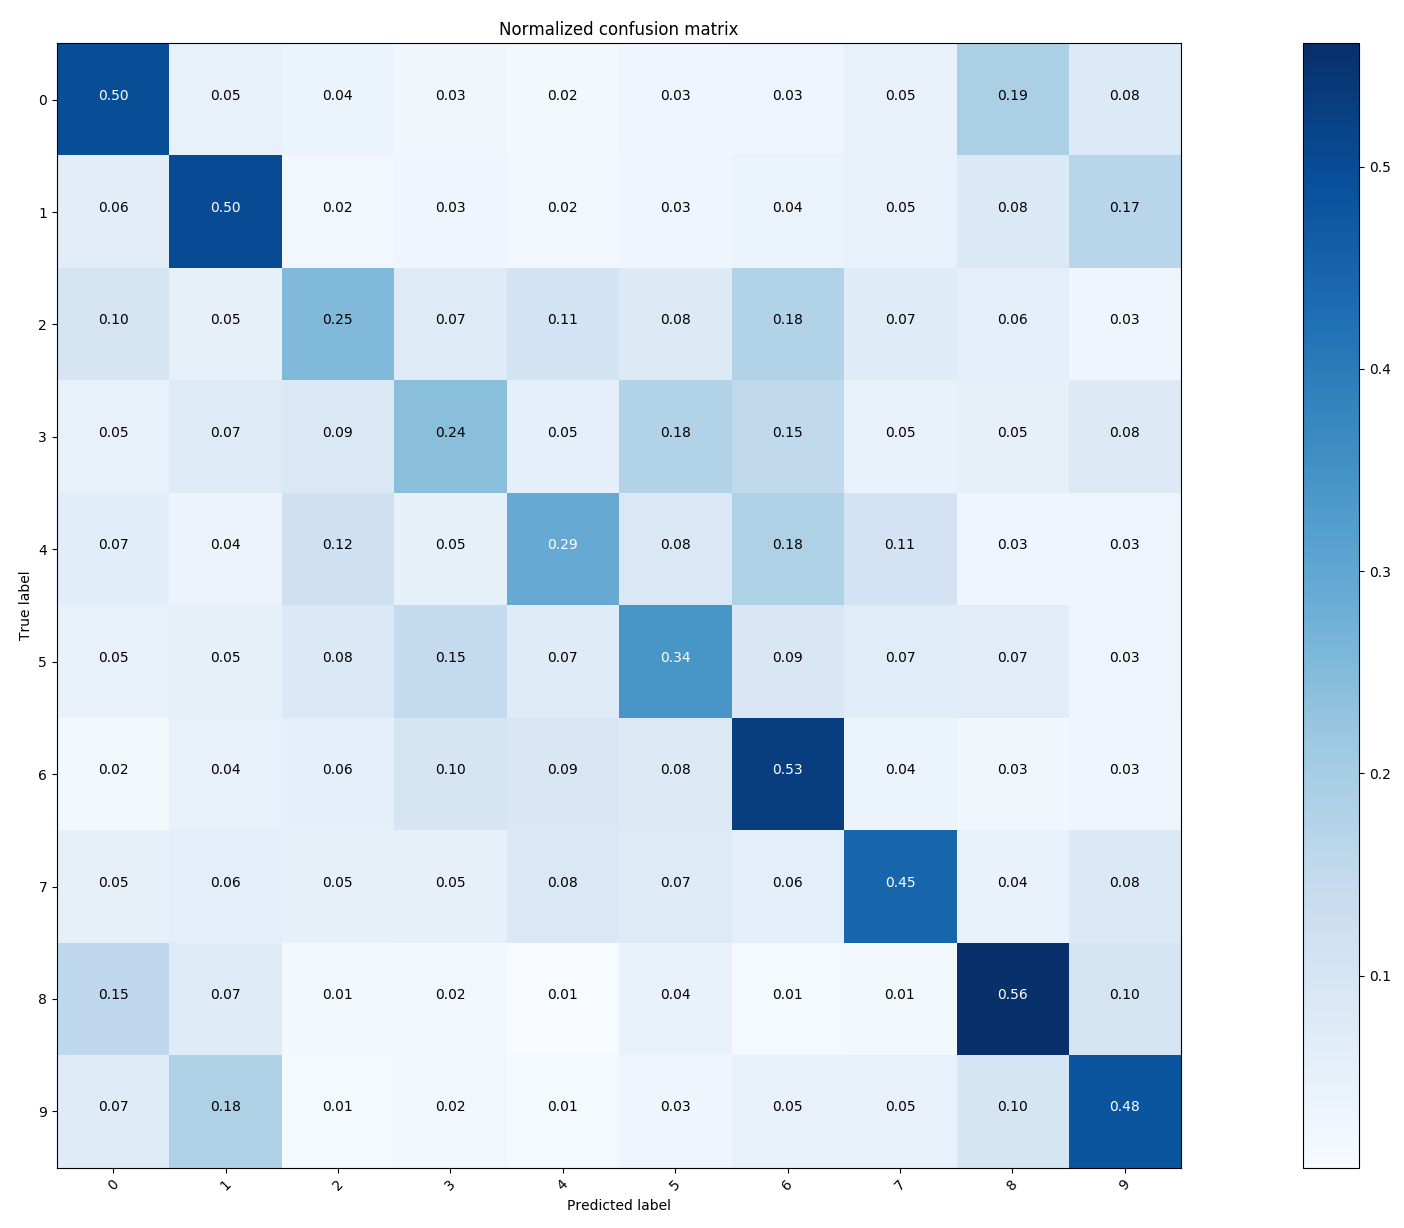 Normalized confusion matrix
0 0.50 0.05 0.04 0.03 0.02 0.03 0.03 0.05 0.19 0.08
1 0.06 0.50 0.02 0.03 0.02 0.03 0.04 0.05 0.08 0.17
2 0.10 0.05 0.25 0.07 0.11 0.08 0.18 0.07 0.06 0.03
3 0.05 0.07 0.09 0.24 0.05 0.18 0.15 0.05 0.05 0.08
4 0.07 0.04 0.12 0.05 0.29 0.08 0.18 0.11 0.03 0.03
5 0.05 0.05 0.08 0.15 0.07 0.34 0.09 0.07 0.07 0.03
6 0.02 0.04 0.06 0.10 0.09 0.08 0.53 0.04 0.03 0.03
7 0.05 0.06 0.05 0.05 0.08 0.07 0.06 0.45 0.04 0.08
8 0.15 0.07 0.01 0.02 0.01 0.04 0.01 0.01 0.56 0.10
9 0.07 0.18 0.01 0.02 0.01 0.03 0.05 0.05 0.10 0.48
0 1 2 3 4 5 6 7 8 9
Predicted label
True label
0.5
0.4
0.3
0.2
0.1